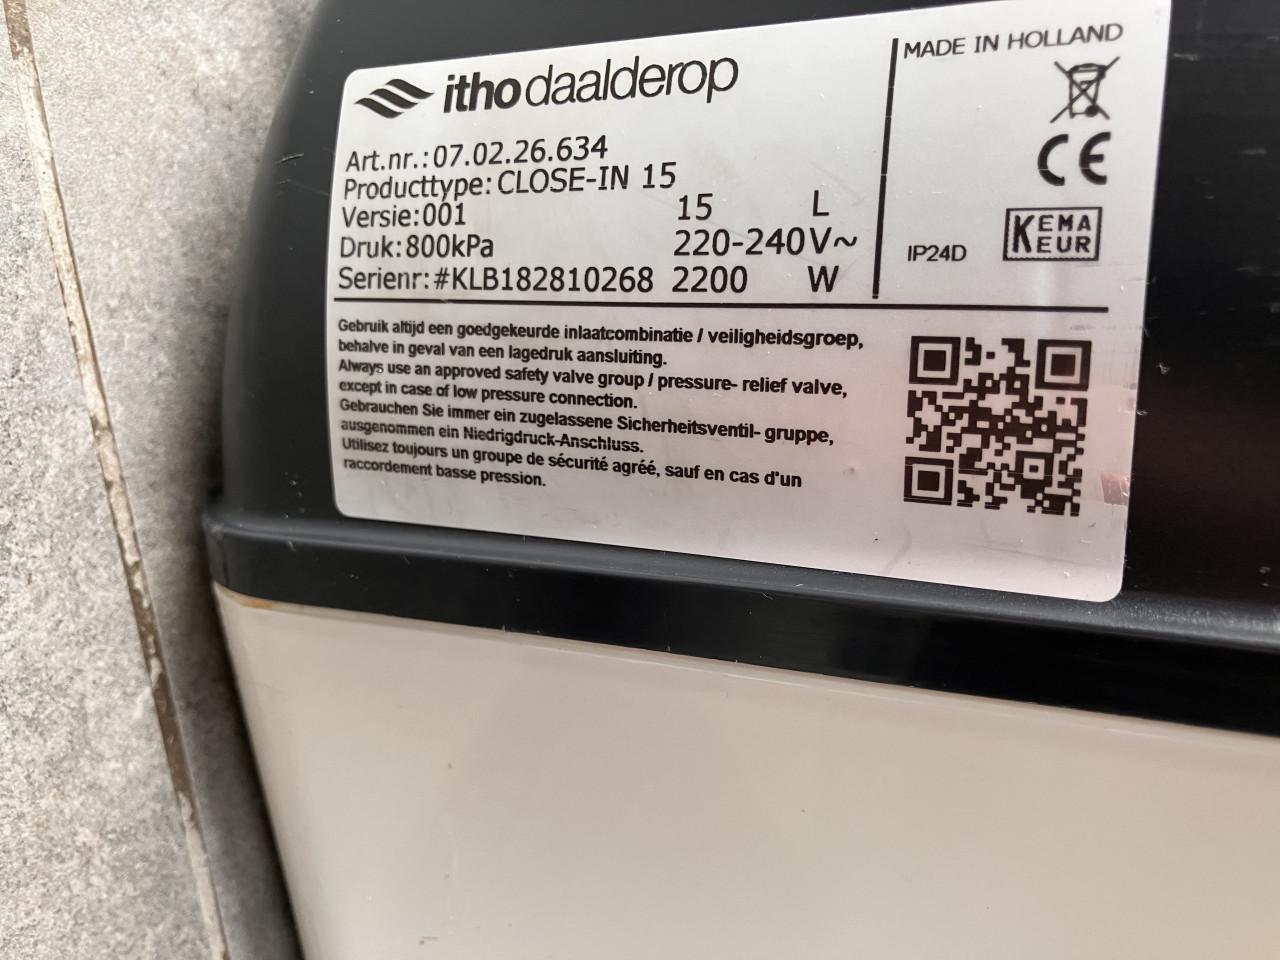 ithodaalderop
Art.nr.:07.02.26.634
Producttype: CLOSE-IN 15
Versie:001 15 L
Druk:800kPa 220-240V~
Serienr:#KLB182810268 2200 W
MADE IN HOLLAND
CE
IP24D
KEMA
EUR
Gebruik altijd een goedgekeurde inlaatcombinatie / veiligheidsgroep,
behalve in geval van een lagedruk aansluiting.
Always use an approved safety valve group / pressure- relief valve,
except in case of low pressure connection.
Gebrauchen Sie immer ein zugelassene Sicherheitsventil- gruppe,
ausgenommen ein Niedrigdruck-Anschluss.
Utilisez toujours un groupe de sécurité agréé, sauf en cas d'un
raccordement basse pression.